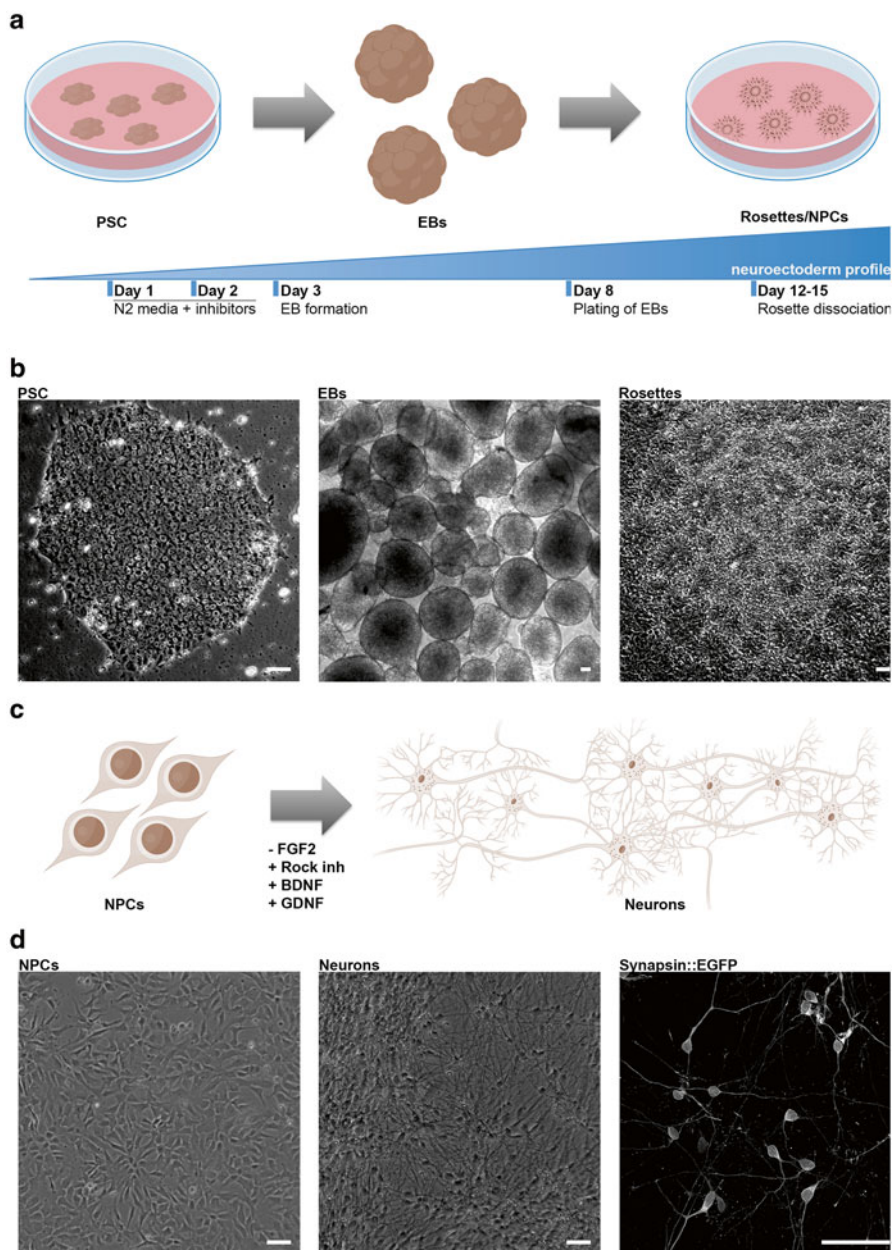 a
PSC
EBs
Rosettes/NPCs
neuroectoderm profile
Day 1
Day 2
Day 3
Day 8
Day 12-15
N2 media + inhibitors
EB formation
Plating of EBs
Rosette dissociation
b
PSC
EBs
Rosettes
c
- FGF2
+ Rock inh
+ BDNF
+ GDNF
NPCs
Neurons
d
NPCs
Neurons
Synapsin::EGFP